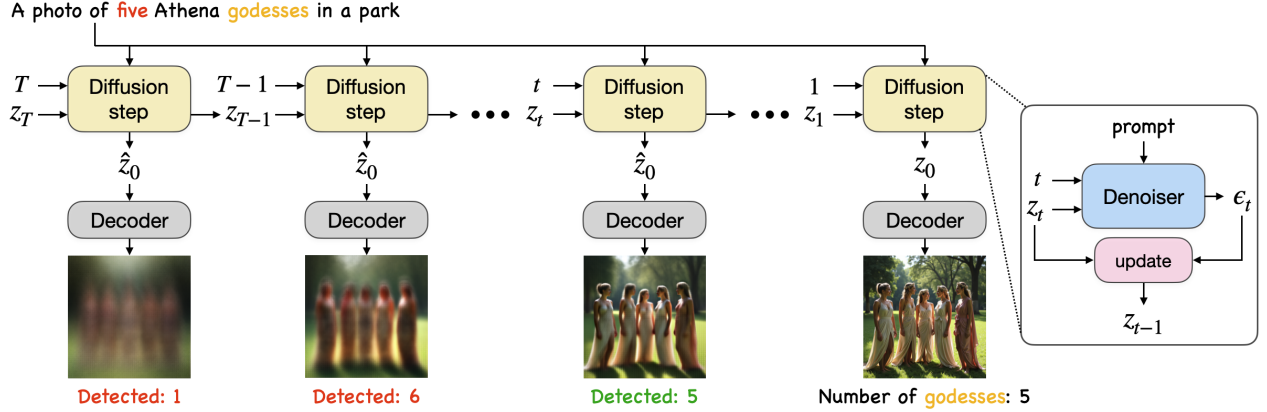 A photo of five Athena godesses in a park
T
z_T
Diffusion step
T − 1
z_{T−1}
Diffusion step
•••
t
z_t
Diffusion step
•••
1
z_1
Diffusion step
ẑ_0
ẑ_0
ẑ_0
z_0
Decoder
Decoder
Decoder
Decoder
Detected: 1
Detected: 6
Detected: 5
Number of godesses: 5
prompt
t
z_t
Denoiser
ϵ_t
update
z_{t−1}